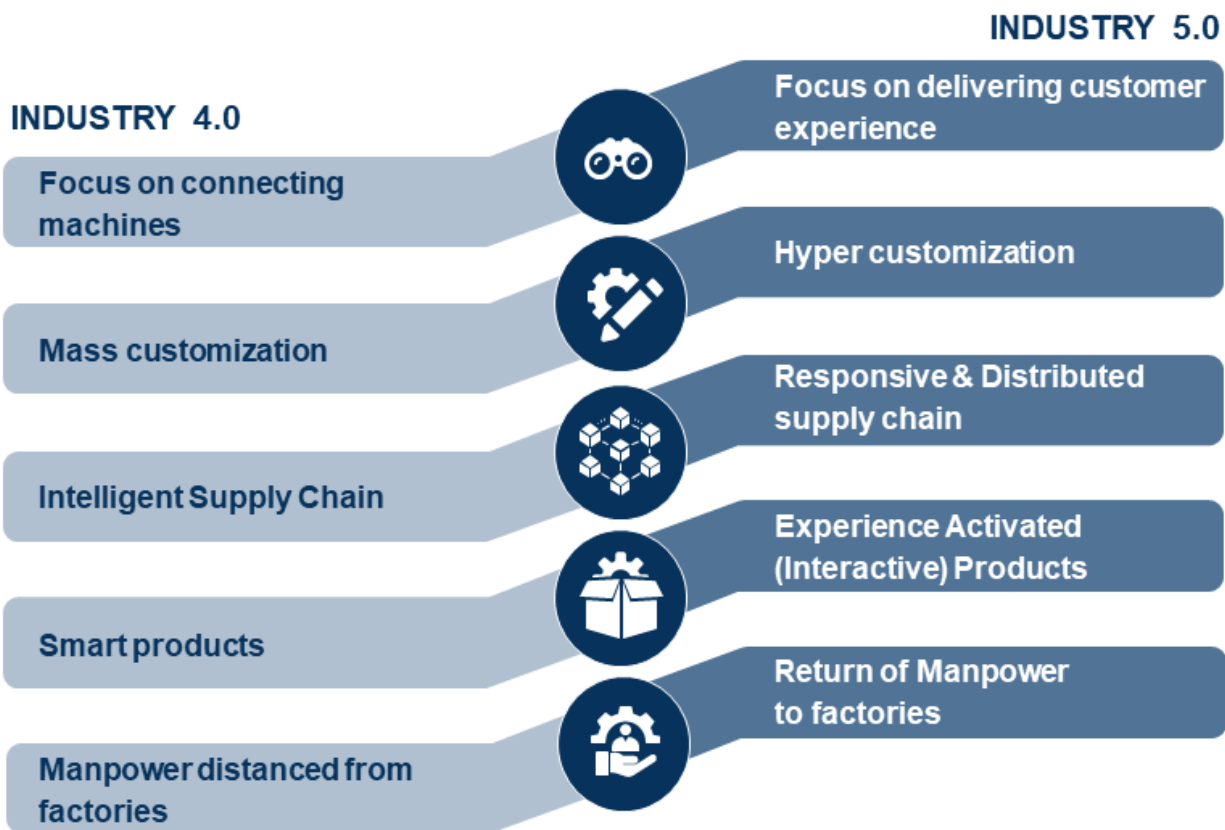 INDUSTRY 4.0
Focus on connecting
machines
Mass customization
Intelligent Supply Chain
Smart products
Manpower distanced from
factories
INDUSTRY 5.0
Focus on delivering customer
experience
Hyper customization
Responsive & Distributed
supply chain
Experience Activated
(Interactive) Products
Return of Manpower
to factories